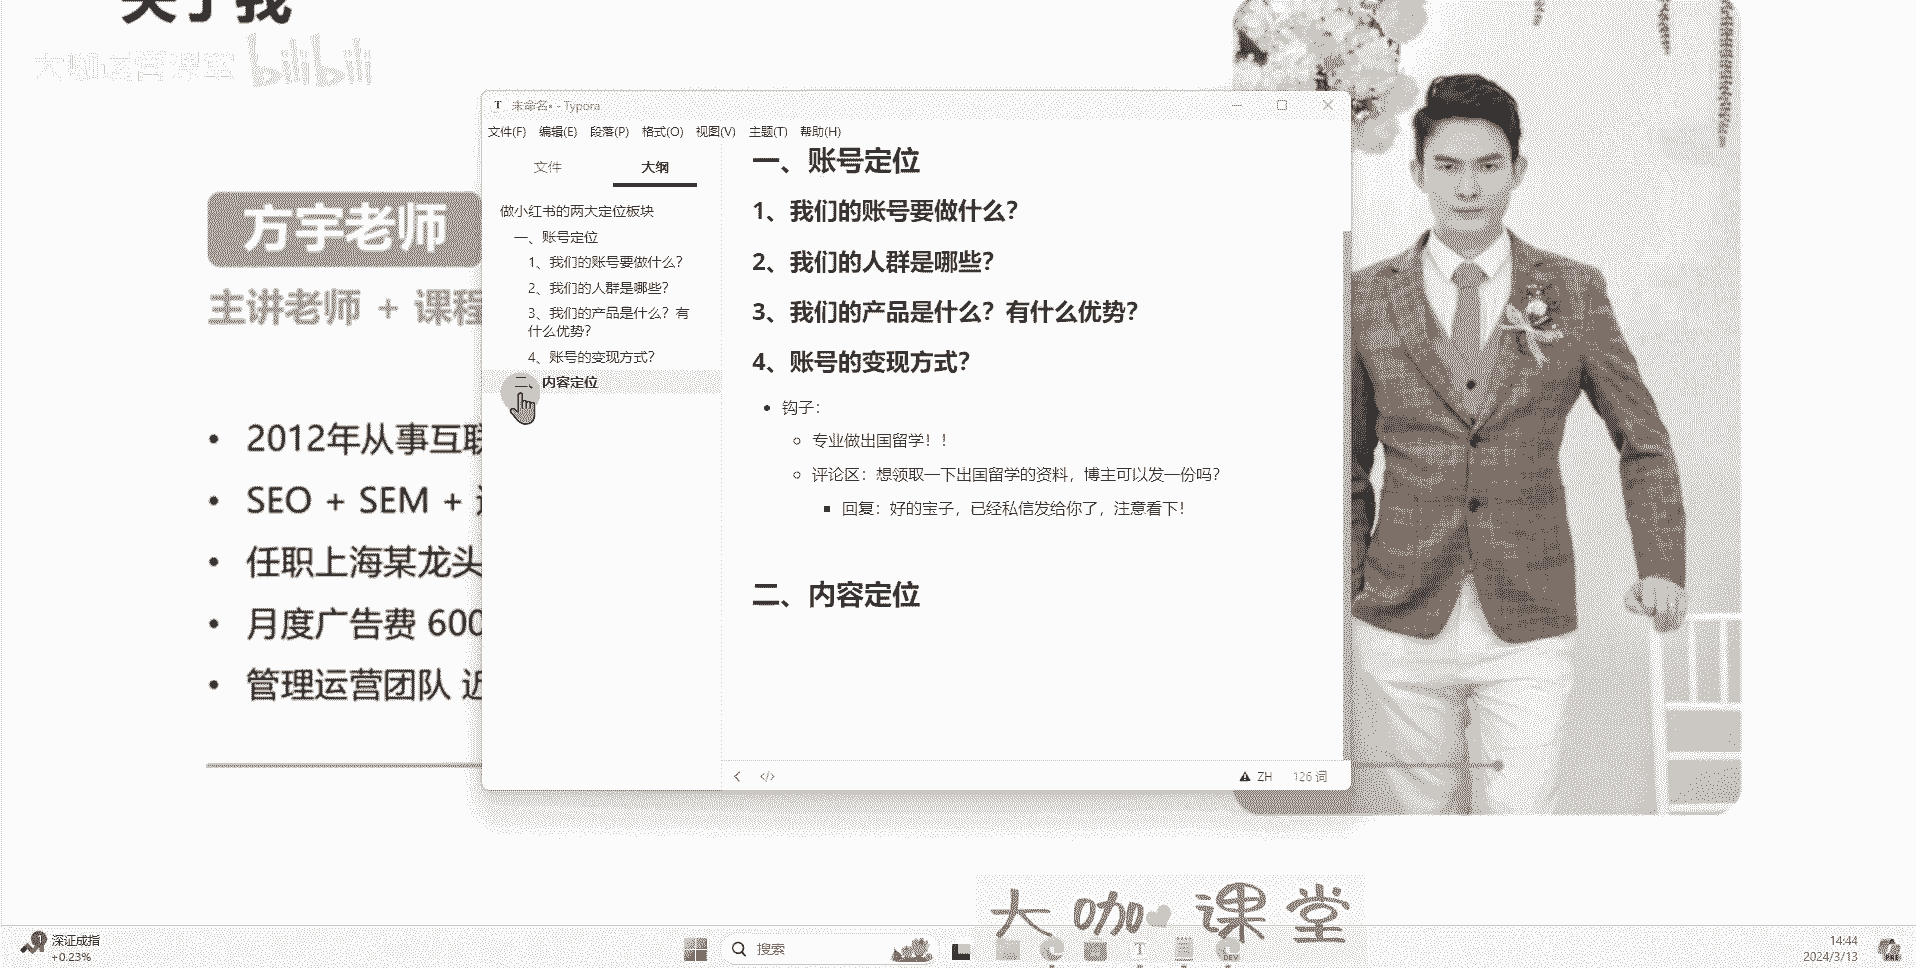 关于我
大咖运营课堂 bilibili
方宇老师
主讲老师 + 课程
2012年从事互联
SEO + SEM +
任职上海某龙头
月度广告费 600
管理运营团队 近
未命名• - Typora
文件(F) 编辑(E) 段落(P) 格式(O) 视图(V) 主题(T) 帮助(H)
文件 大纲
做小红书的两大定位板块
一、账号定位
1、我们的账号要做什么？
2、我们的人群是哪些？
3、我们的产品是什么？有
什么优势？
4、账号的变现方式？
二、内容定位
一、账号定位
1、我们的账号要做什么？
2、我们的人群是哪些？
3、我们的产品是什么？有什么优势？
4、账号的变现方式？
钩子：
专业做出国留学！！
评论区：想领取一下出国留学的资料，博主可以发一份吗？
回复：好的宝子，已经私信发给你了，注意看下！
二、内容定位
ZH 126 词
大咖课堂
深证成指
+0.23%
搜索
14:44
2024/3/13